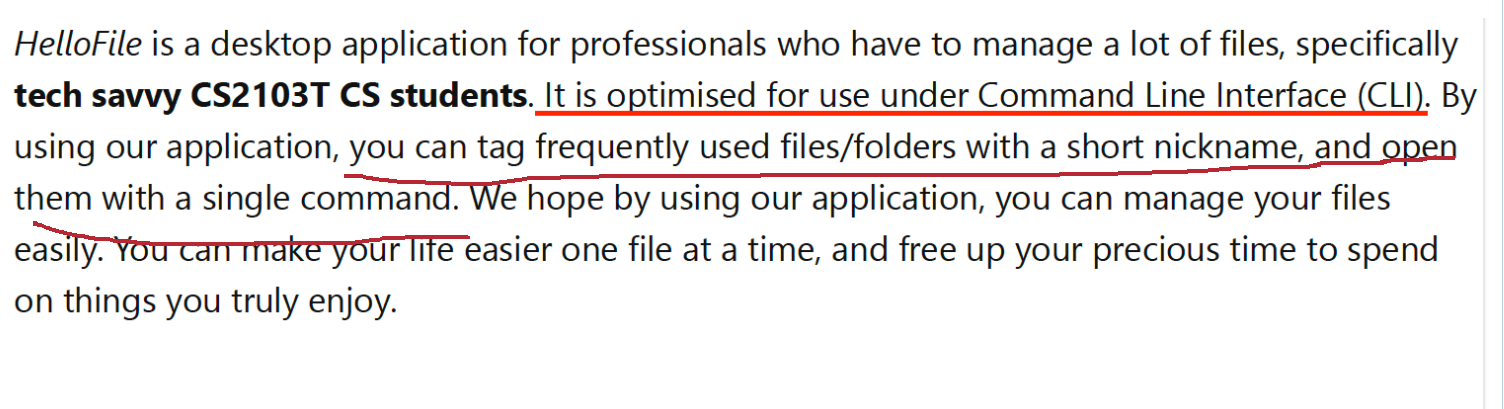 HelloFile is a desktop application for professionals who have to manage a lot of files, specifically
tech savvy CS2103T CS students. It is optimised for use under Command Line Interface (CLI). By
using our application, you can tag frequently used files/folders with a short nickname, and open
them with a single command. We hope by using our application, you can manage your files
easily. You can make your life easier one file at a time, and free up your precious time to spend
on things you truly enjoy.